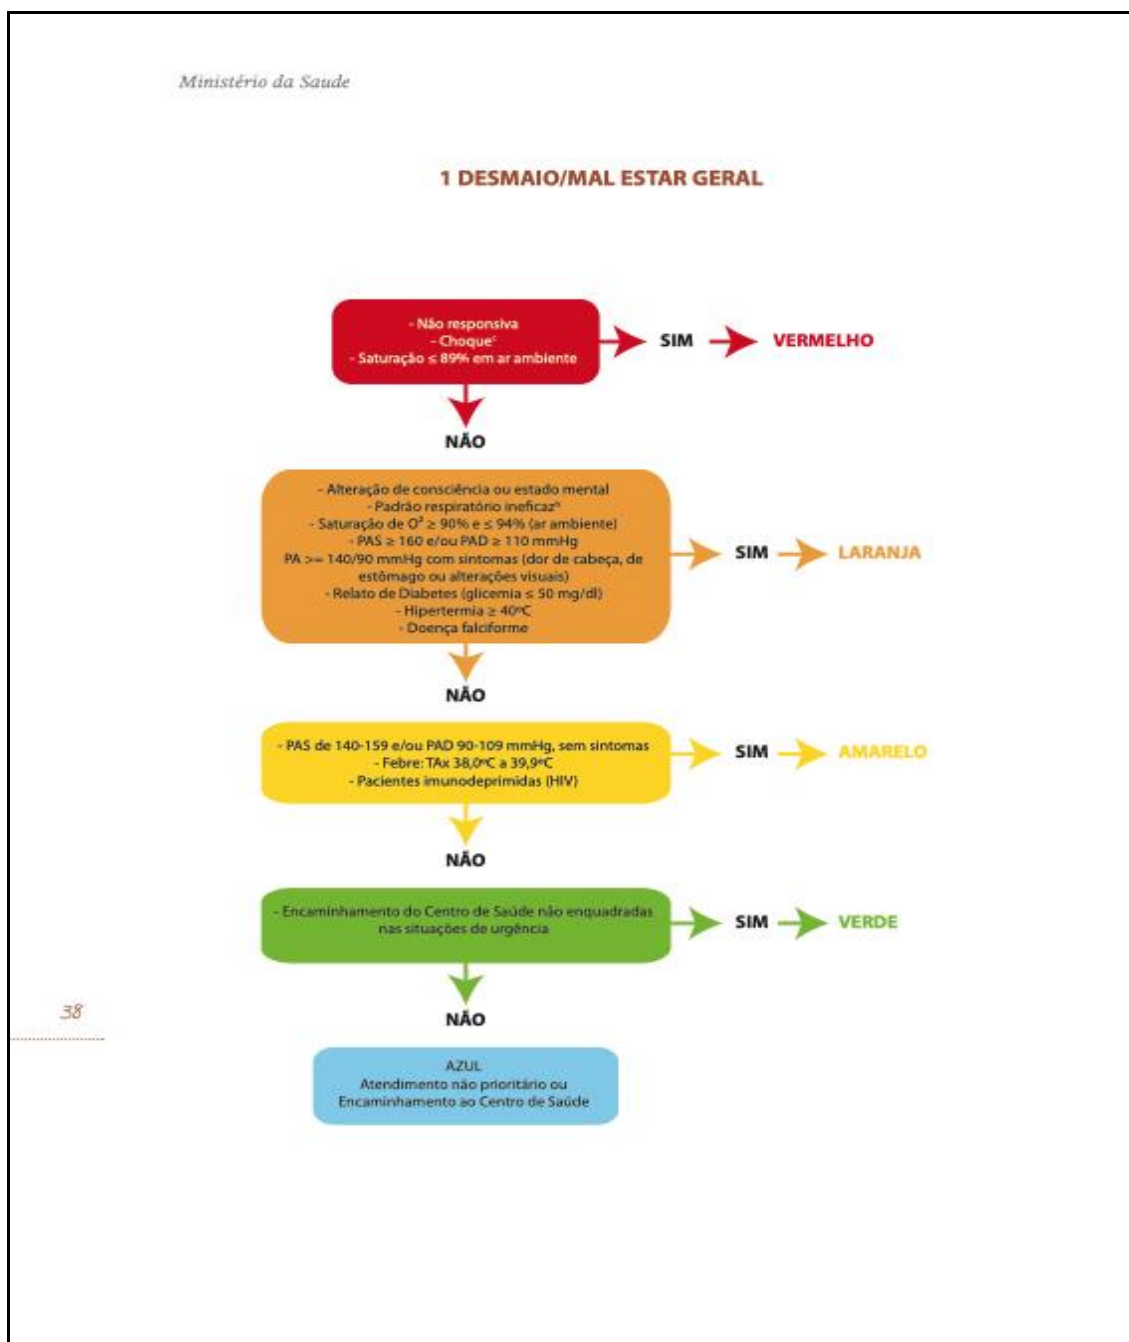 Ministério da Saude
1 DESMAIO/MAL ESTAR GERAL
- Não responsiva
- Choqueᶜ
- Saturação ≤ 89% em ar ambiente
SIM
VERMELHO
NÃO
- Alteração de consciência ou estado mental
- Padrão respiratório ineficazᵇ
- Saturação de O² ≥ 90% e ≤ 94% (ar ambiente)
- PAS ≥ 160 e/ou PAD ≥ 110 mmHg
PA >= 140/90 mmHg com sintomas (dor de cabeça, de
estômago ou alterações visuais)
- Relato de Diabetes (glicemia ≤ 50 mg/dl)
- Hipertermia ≥ 40ºC
- Doença falciforme
SIM
LARANJA
NÃO
- PAS de 140-159 e/ou PAD 90-109 mmHg, sem sintomas
- Febre: TAx 38,0ºC a 39,9ºC
- Pacientes imunodeprimidas (HIV)
SIM
AMARELO
NÃO
- Encaminhamento do Centro de Saúde não enquadradas
nas situações de urgência
SIM
VERDE
NÃO
38
AZUL
Atendimento não prioritário ou
Encaminhamento ao Centro de Saúde